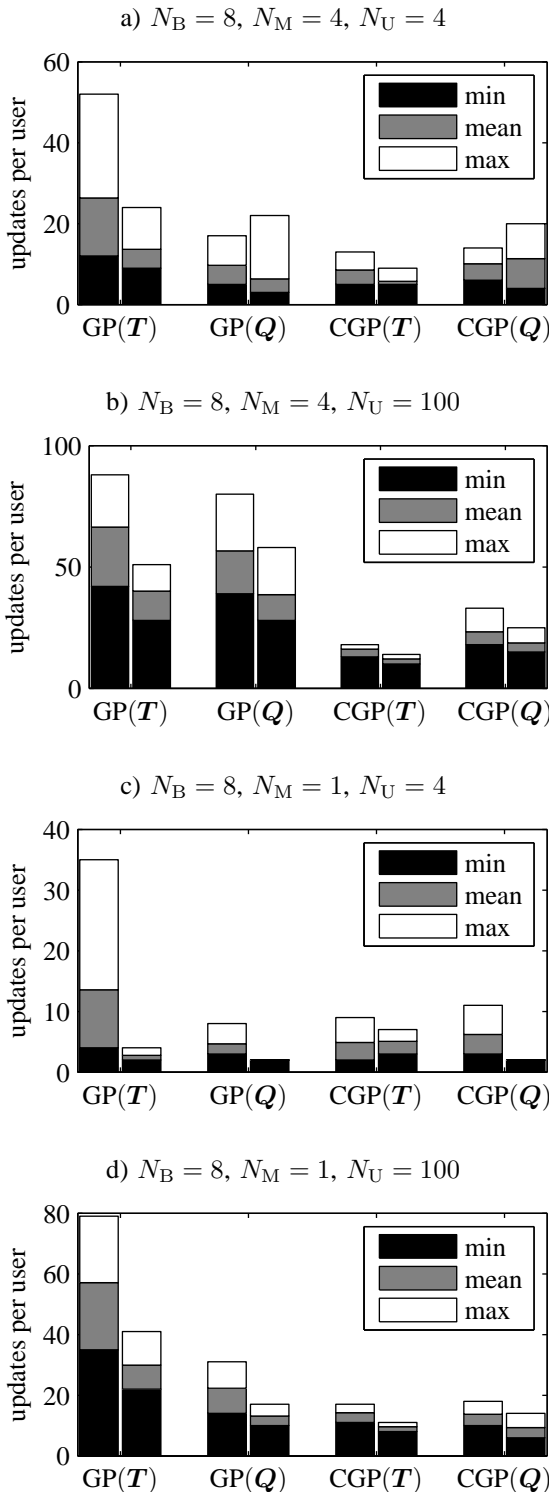 a) N_B = 8, N_M = 4, N_U = 4
60
40
20
0
updates per user
min
mean
max
GP(T) GP(Q) CGP(T) CGP(Q)
b) N_B = 8, N_M = 4, N_U = 100
100
50
0
updates per user
min
mean
max
GP(T) GP(Q) CGP(T) CGP(Q)
c) N_B = 8, N_M = 1, N_U = 4
40
30
20
10
0
updates per user
min
mean
max
GP(T) GP(Q) CGP(T) CGP(Q)
d) N_B = 8, N_M = 1, N_U = 100
80
60
40
20
0
updates per user
min
mean
max
GP(T) GP(Q) CGP(T) CGP(Q)